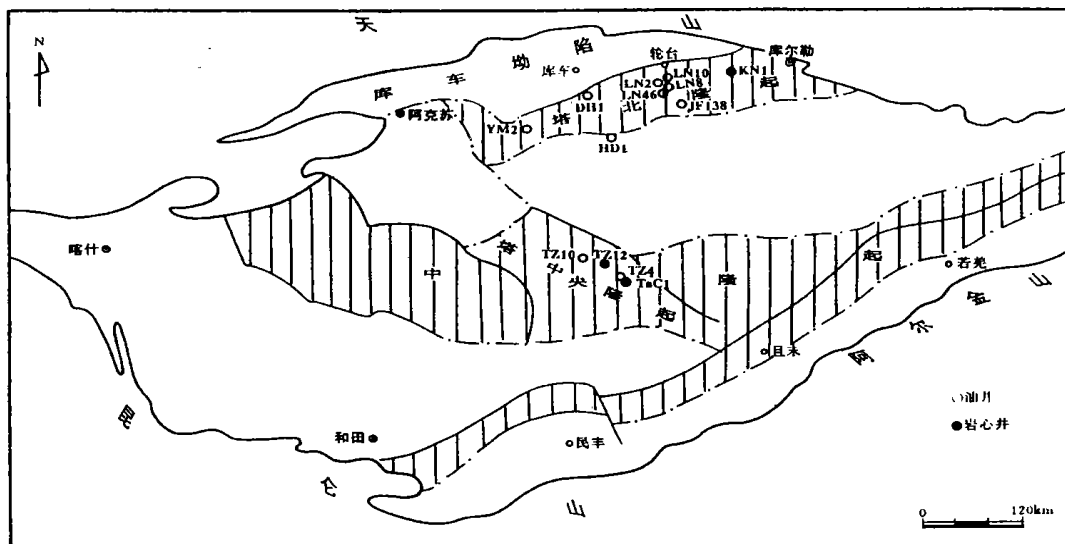 天 山
N
库车坳陷
库车
轮台
库尔勒
KN1
LN10
LN2
LN8
LN46
JF138
DH1
塔北隆起
阿克苏
YM2
HD1
喀什
塔中隆起
中央隆起
TZ10
TZ12
TZ4
TaC1
若羌
且末
阿尔金山
昆仑山
和田
民丰
油井
岩心井
0 120km